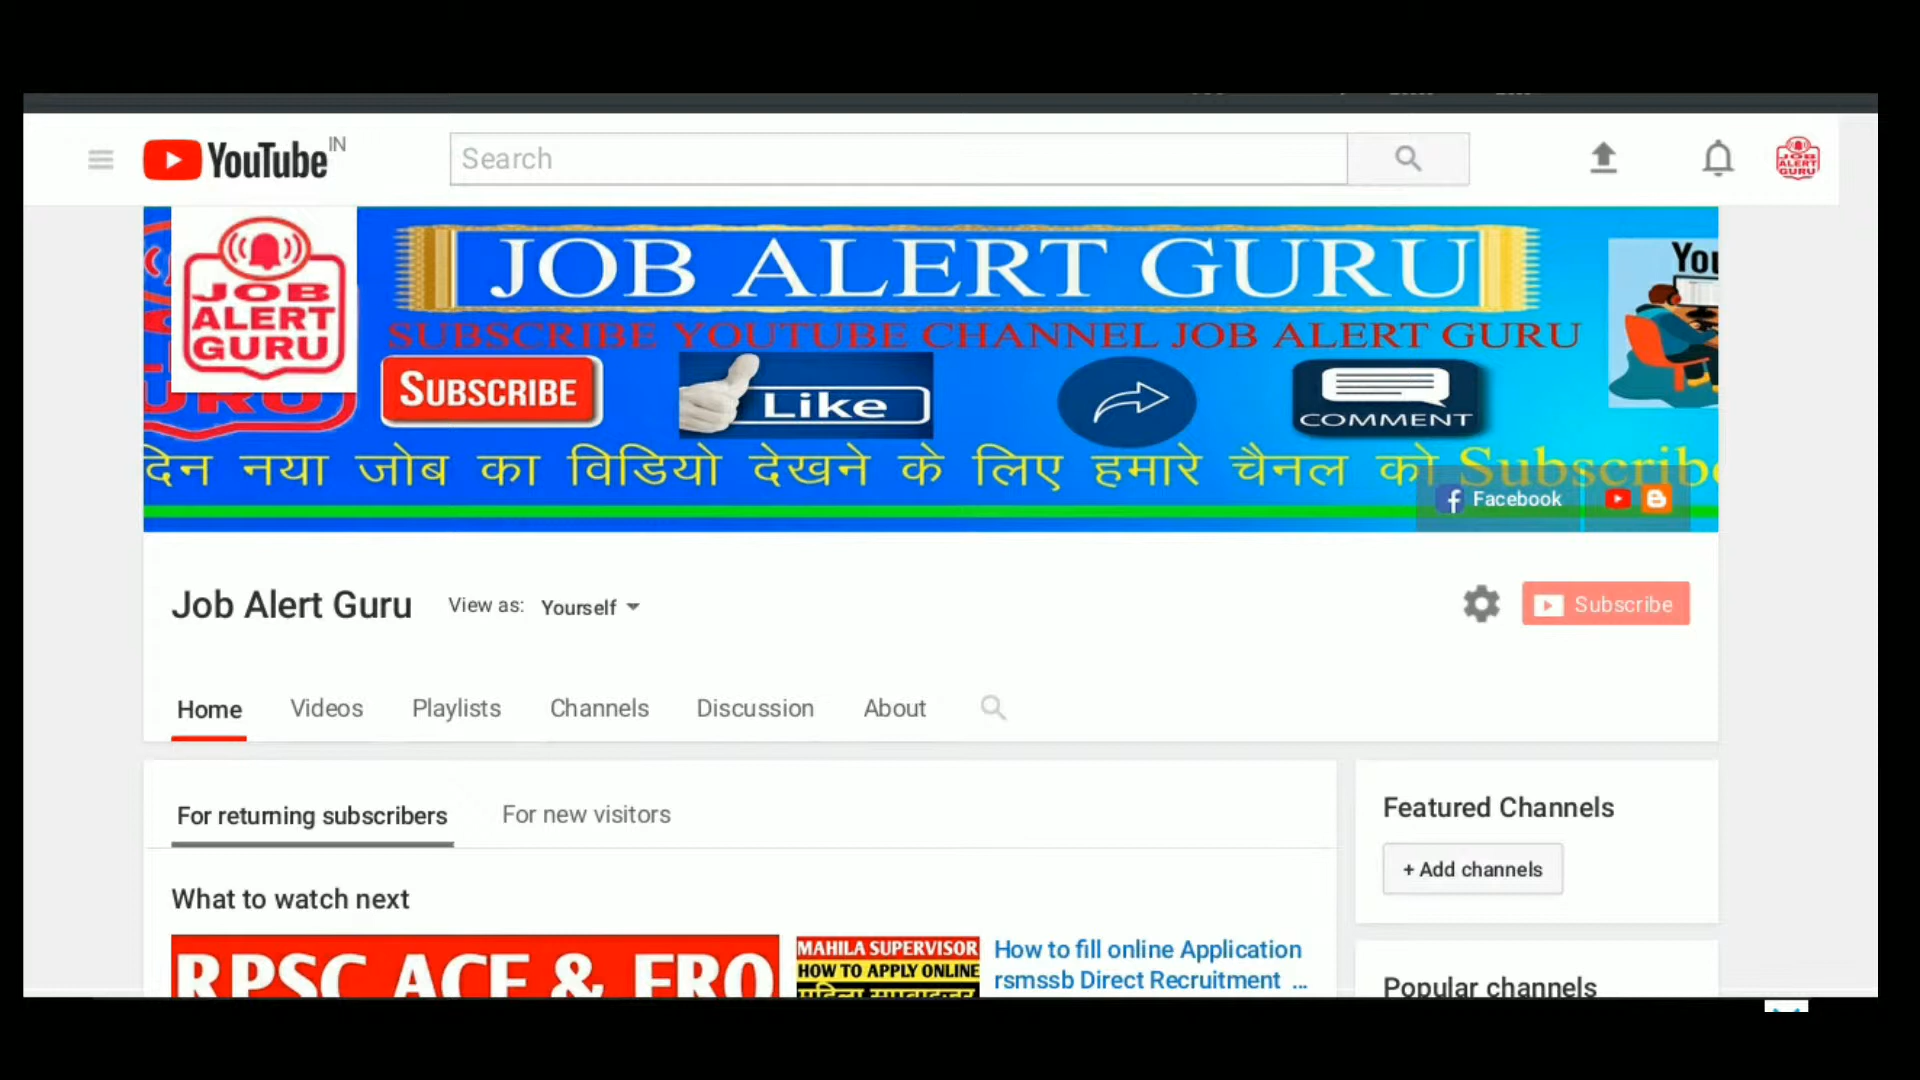 YouTube IN
Search
JOB
ALERT
GURU
JOB ALERT GURU
SUBSCRIBE YOUTUBE CHANNEL JOB ALERT GURU
SUBSCRIBE
Like
COMMENT
You
दिन नया जोब का विडियो देखने के लिए हमारे चैनल को Subscribe
Facebook
Job Alert Guru
View as: Yourself
Subscribe
Home Videos Playlists Channels Discussion About
For returning subscribers For new visitors
Featured Channels
+ Add channels
What to watch next
RPSC ACF & FRO
MAHILA SUPERVISOR
HOW TO APPLY ONLINE
How to fill online Application
rsmssb Direct Recruitment ...
Popular channels